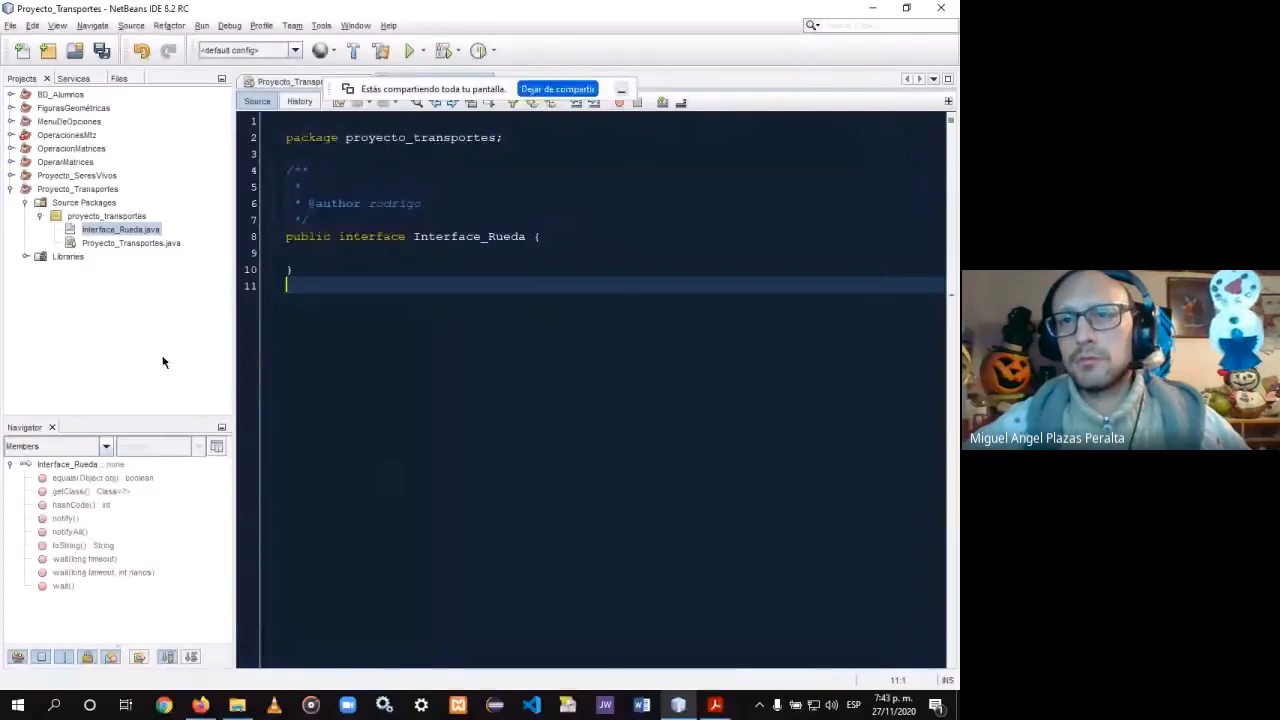 Proyecto_Transportes - NetBeans IDE 8.2 RC
File Edit View Navigate Source Refactor Run Debug Profile Team Tools Window Help
<default config>
Projects Services Files
Proyecto_Transpo
Estás compartiendo toda tu pantalla. Dejar de compartir
Source History
BD_Alumnos
FigurasGeométricas
MenuDeOpciones
OperacionesMtz
OperacionMatrices
OperarMatrices
Proyecto_SeresVivos
Proyecto_Transportes
Source Packages
proyecto_transportes
Interface_Rueda.java
Proyecto_Transportes.java
Libraries
1
2 package proyecto_transportes;
3
4 /**
5 *
6 * @author rodrigo
7 */
8 public interface Interface_Rueda {
9
10 }
11
Navigator
Members
Interface_Rueda :: none
equals(Object obj) : boolean
getClass() : Class<?>
hashCode() : int
notify()
notifyAll()
toString() : String
wait(long timeout)
wait(long timeout, int nanos)
wait()
Miguel Angel Plazas Peralta
11:1 INS
JW
ESP
7:43 p. m.
27/11/2020
1